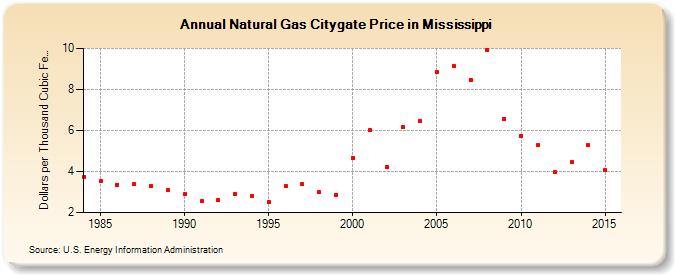 Annual Natural Gas Citygate Price in Mississippi
Dollars per Thousand Cubic Fe...
10
8
6
4
2
1985 1990 1995 2000 2005 2010 2015
Source: U.S. Energy Information Administration